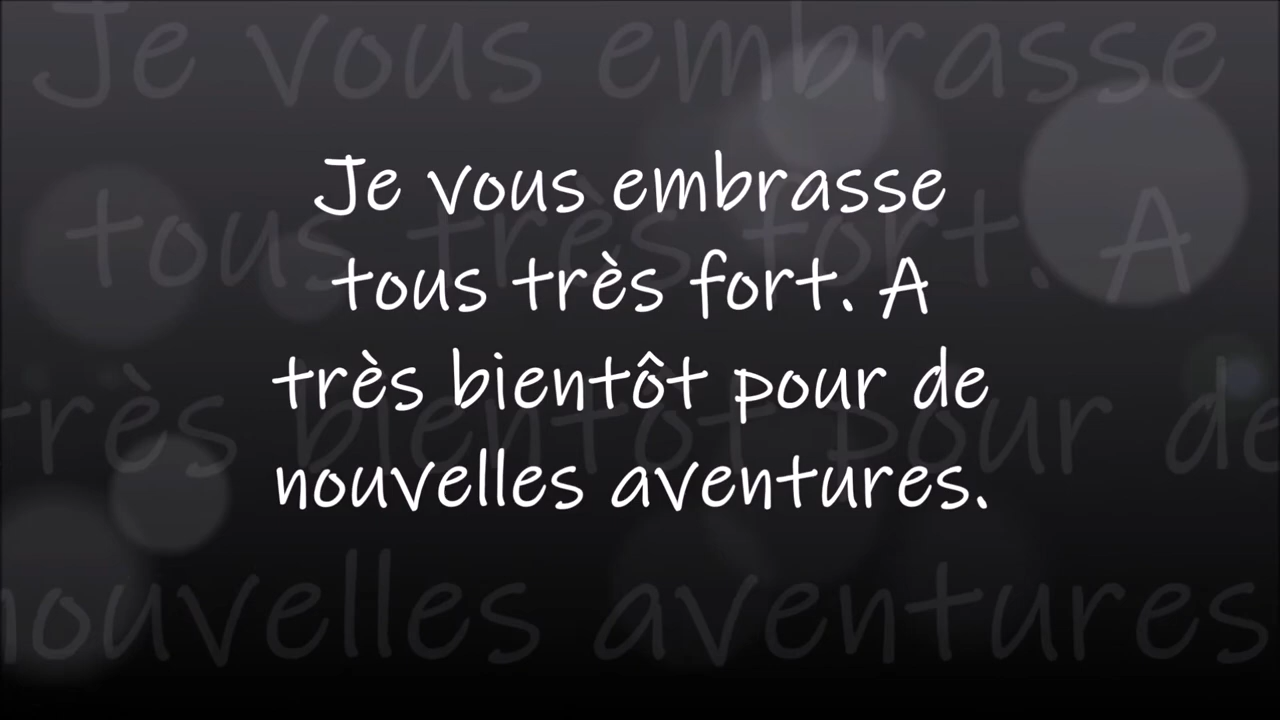 Je vous embrasse
tous très fort. A
très bientôt pour de
nouvelles aventures.